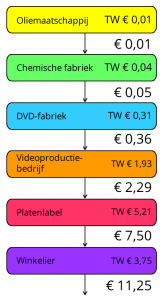 Oliemaatschappij TW € 0,01
€ 0,01
Chemische fabriek TW € 0,04
€ 0,05
DVD-fabriek TW € 0,31
€ 0,36
Videoproductie-
bedrijf TW € 1,93
€ 2,29
Platenlabel TW € 5,21
€ 7,50
Winkelier TW € 3,75
€ 11,25